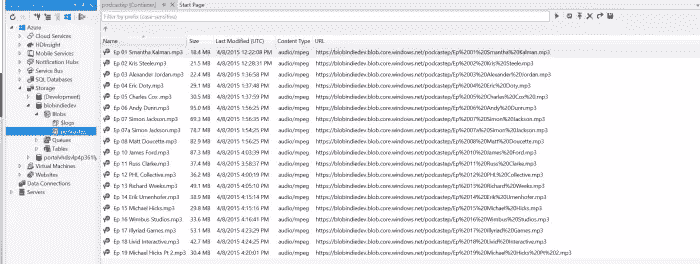 podcastep [Container]
Start Page
Filter by prefix (case-sensitive)
Azure
Cloud Services
HDInsight
Mobile Services
Notification Hubs
Service Bus
SQL Databases
Storage
(Development)
blobindiedev
Blobs
$logs
Queues
Tables
Virtual Machines
Websites
Data Connections
Servers
Name Size Last Modified (UTC) Content Type URL
Ep 01 Smantha Kalman.mp3 18.4 MB 4/8/2015 12:22:08 PM audio/mpeg https://blobindiedev.blob.core.windows.net/podcastep/Ep%2001%20Smantha%20Kalman.mp3
Ep 02 Kris Steele.mp3 21.5 MB 4/8/2015 12:28:31 PM audio/mpeg https://blobindiedev.blob.core.windows.net/podcastep/Ep%2002%20Kris%20Steele.mp3
Ep 03 Alexander Jordan.mp3 22.4 MB 4/8/2015 1:36:58 PM audio/mpeg https://blobindiedev.blob.core.windows.net/podcastep/Ep%2003%20Alexander%20Jordan.mp3
Ep 04 Eric Doty.mp3 29.1 MB 4/8/2015 1:37:48 PM audio/mpeg https://blobindiedev.blob.core.windows.net/podcastep/Ep%2004%20Eric%20Doty.mp3
Ep 05 Charles Cox .mp3 30.5 MB 4/8/2015 1:37:59 PM audio/mpeg https://blobindiedev.blob.core.windows.net/podcastep/Ep%2005%20Charles%20Cox%20.mp3
Ep 06 Andy Dunn.mp3 95.0 MB 4/8/2015 1:56:25 PM audio/mpeg https://blobindiedev.blob.core.windows.net/podcastep/Ep%2006%20Andy%20Dunn.mp3
Ep 07 Simon Jackson.mp3 69.3 MB 4/8/2015 1:56:35 PM audio/mpeg https://blobindiedev.blob.core.windows.net/podcastep/Ep%2007%20Simon%20Jackson.mp3
Ep 07a Simon Jackson.mp3 78.7 MB 4/8/2015 1:54:25 PM audio/mpeg https://blobindiedev.blob.core.windows.net/podcastep/Ep%2007a%20Simon%20Jackson.mp3
Ep 08 Matt Doucette.mp3 82.9 MB 4/8/2015 1:56:25 PM audio/mpeg https://blobindiedev.blob.core.windows.net/podcastep/Ep%2008%20Matt%20Doucette.mp3
Ep 10 James Ford.mp3 87.3 MB 4/8/2015 4:03:39 PM audio/mpeg https://blobindiedev.blob.core.windows.net/podcastep/Ep%2010%20James%20Ford.mp3
Ep 11 Russ Clarke.mp3 37.4 MB 4/8/2015 3:58:37 PM audio/mpeg https://blobindiedev.blob.core.windows.net/podcastep/Ep%2011%20Russ%20Clarke.mp3
Ep 12 PHL Collective.mp3 36.2 MB 4/8/2015 4:00:19 PM audio/mpeg https://blobindiedev.blob.core.windows.net/podcastep/Ep%2012%20PHL%20Collective.mp3
Ep 13 Richard Weeks.mp3 49.1 MB 4/8/2015 4:05:10 PM audio/mpeg https://blobindiedev.blob.core.windows.net/podcastep/Ep%2013%20Richard%20Weeks.mp3
Ep 14 Erik Umenhofer.mp3 38.9 MB 4/8/2015 4:15:14 PM audio/mpeg https://blobindiedev.blob.core.windows.net/podcastep/Ep%2014%20Erik%20Umenhofer.mp3
Ep 15 Michael Hicks.mp3 29.8 MB 4/8/2015 4:15:16 PM audio/mpeg https://blobindiedev.blob.core.windows.net/podcastep/Ep%2015%20Michael%20Hicks.mp3
Ep 16 Wimbus Studios.mp3 33.6 MB 4/8/2015 4:16:41 PM audio/mpeg https://blobindiedev.blob.core.windows.net/podcastep/Ep%2016%20Wimbus%20Studios.mp3
Ep 17 Illyriad Games.mp3 53.1 MB 4/8/2015 4:23:29 PM audio/mpeg https://blobindiedev.blob.core.windows.net/podcastep/Ep%2017%20Illyriad%20Games.mp3
Ep 18 Livid Interactive.mp3 42.7 MB 4/8/2015 4:24:25 PM audio/mpeg https://blobindiedev.blob.core.windows.net/podcastep/Ep%2018%20Livid%20Interactive.mp3
Ep 19 Michael Hicks Pt 2.mp3 30.4 MB 4/8/2015 4:20:01 PM audio/mpeg https://blobindiedev.blob.core.windows.net/podcastep/Ep%2019%20Michael%20Hicks%20Pt%202.mp3